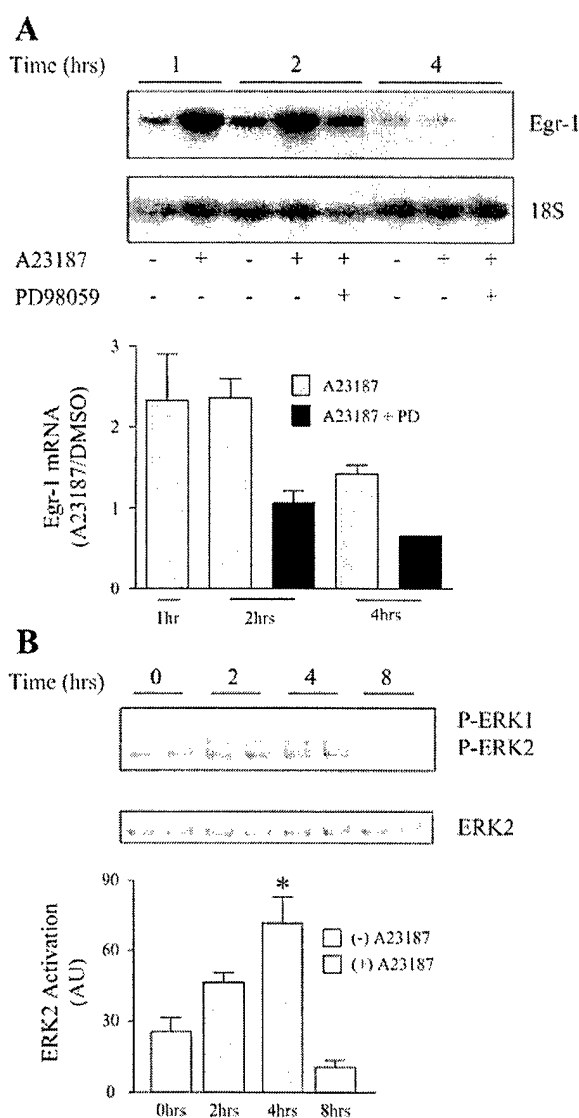 A
Time (hrs) 1 2 4
Egr-1
18S
A23187 - + - + + - + +
PD98059 - - - - + - - +
3
2
1
0
Egr-1 mRNA
(A23187/DMSO)
A23187
A23187 + PD
1hr 2hrs 4hrs
B
Time (hrs) 0 2 4 8
P-ERK1
P-ERK2
ERK2
90
60
30
0
ERK2 Activation
(AU)
*
(-) A23187
(+) A23187
0hrs 2hrs 4hrs 8hrs